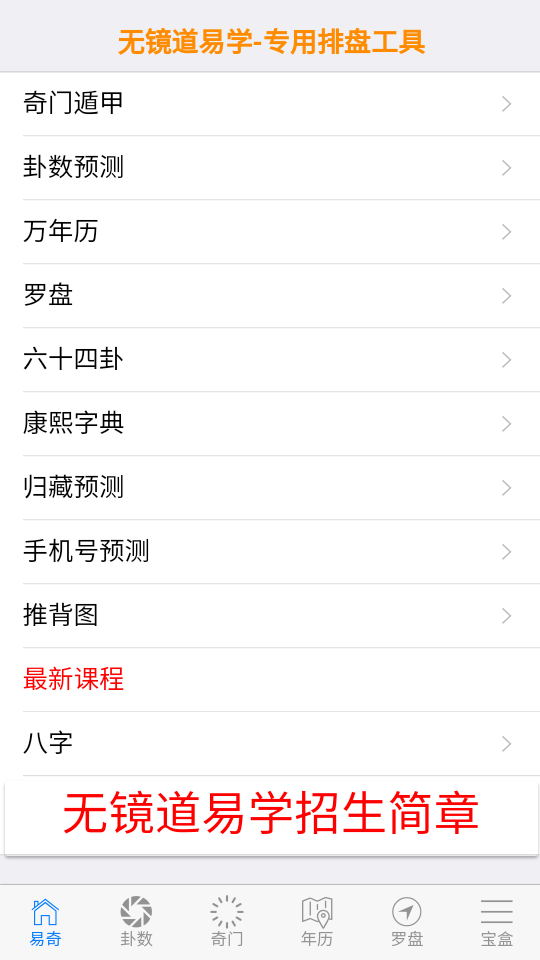 无镜道易学-专用排盘工具
奇门遁甲
卦数预测
万年历
罗盘
六十四卦
康熙字典
归藏预测
手机号预测
推背图
最新课程
八字
无镜道易学招生简章
易奇 卦数 奇门 年历 罗盘 宝盒